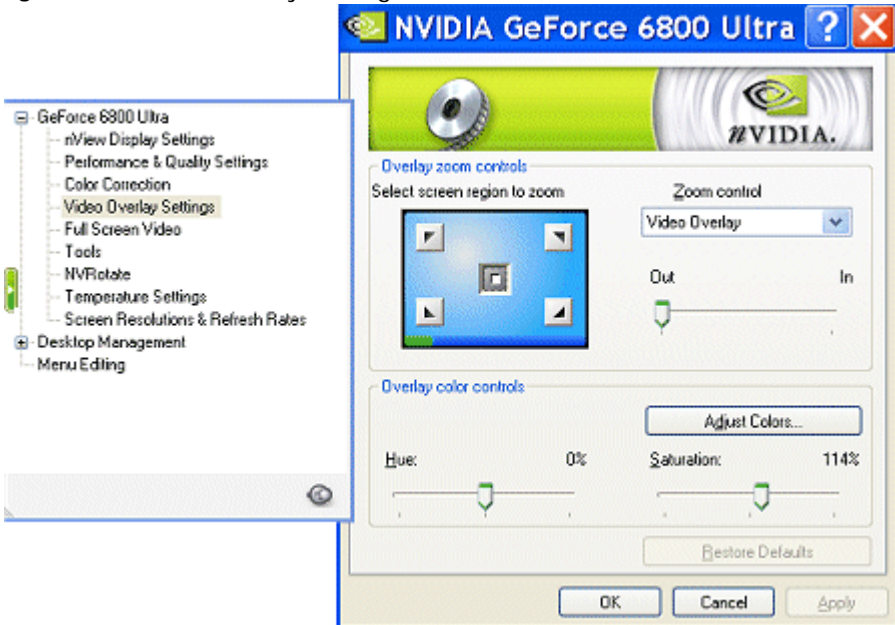 NVIDIA GeForce 6800 Ultra
GeForce 6800 Ultra
nView Display Settings
Performance & Quality Settings
Color Correction
Video Overlay Settings
Full Screen Video
Tools
NVRotate
Temperature Settings
Screen Resolutions & Refresh Rates
Desktop Management
Menu Editing
nVIDIA.
Overlay zoom controls
Select screen region to zoom
Zoom control
Video Overlay
Out In
Overlay color controls
Adjust Colors...
Hue: 0%
Saturation: 114%
Restore Defaults
OK Cancel Apply